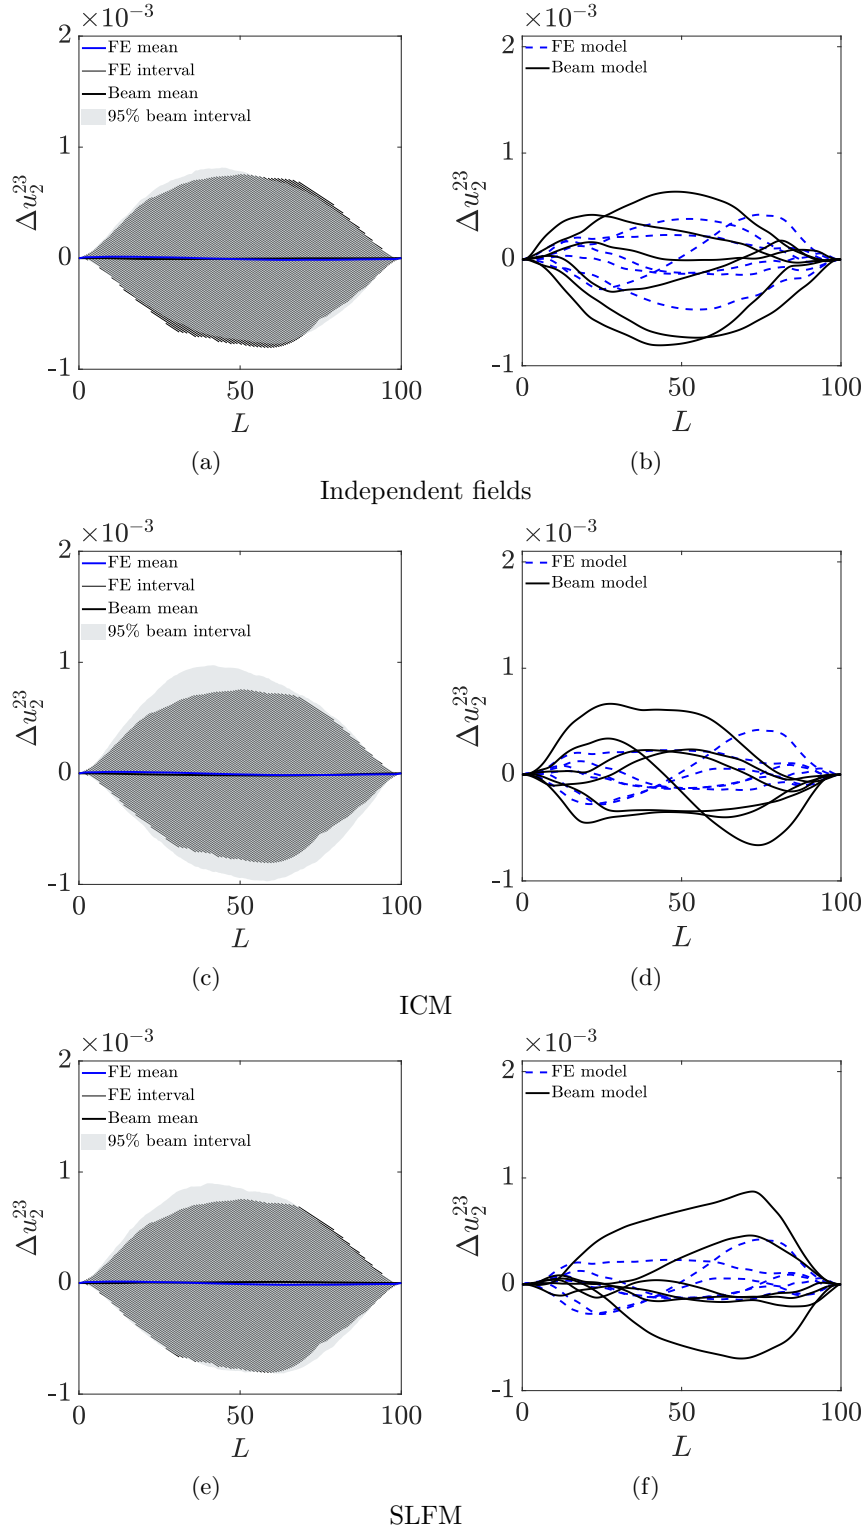 ×10⁻³
2
1
0
-1
Δu₂²³
FE mean
FE interval
Beam mean
95% beam interval
0 50 100
L
(a)
×10⁻³
2
1
0
-1
Δu₂²³
FE model
Beam model
0 50 100
L
(b)
Independent fields
×10⁻³
2
1
0
-1
Δu₂²³
FE mean
FE interval
Beam mean
95% beam interval
0 50 100
L
(c)
×10⁻³
2
1
0
-1
Δu₂²³
FE model
Beam model
0 50 100
L
(d)
ICM
×10⁻³
2
1
0
-1
Δu₂²³
FE mean
FE interval
Beam mean
95% beam interval
0 50 100
L
(e)
×10⁻³
2
1
0
-1
Δu₂²³
FE model
Beam model
0 50 100
L
(f)
SLFM